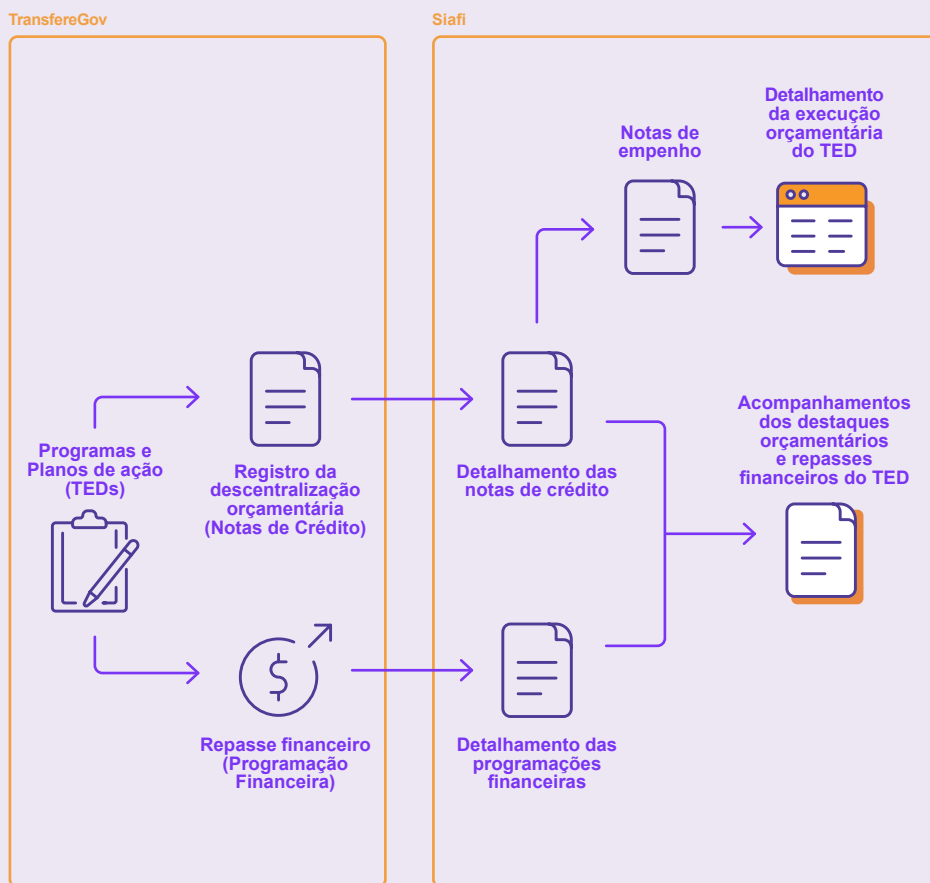 TransfereGov
Siafi
Programas e
Planos de ação
(TEDs)
Registro da
descentralização
orçamentária
(Notas de Crédito)
Repasse financeiro
(Programação
Financeira)
Detalhamento das
notas de crédito
Detalhamento das
programações
financeiras
Notas de
empenho
Detalhamento
da execução
orçamentária
do TED
Acompanhamentos
dos destaques
orçamentários
e repasses
financeiros do TED